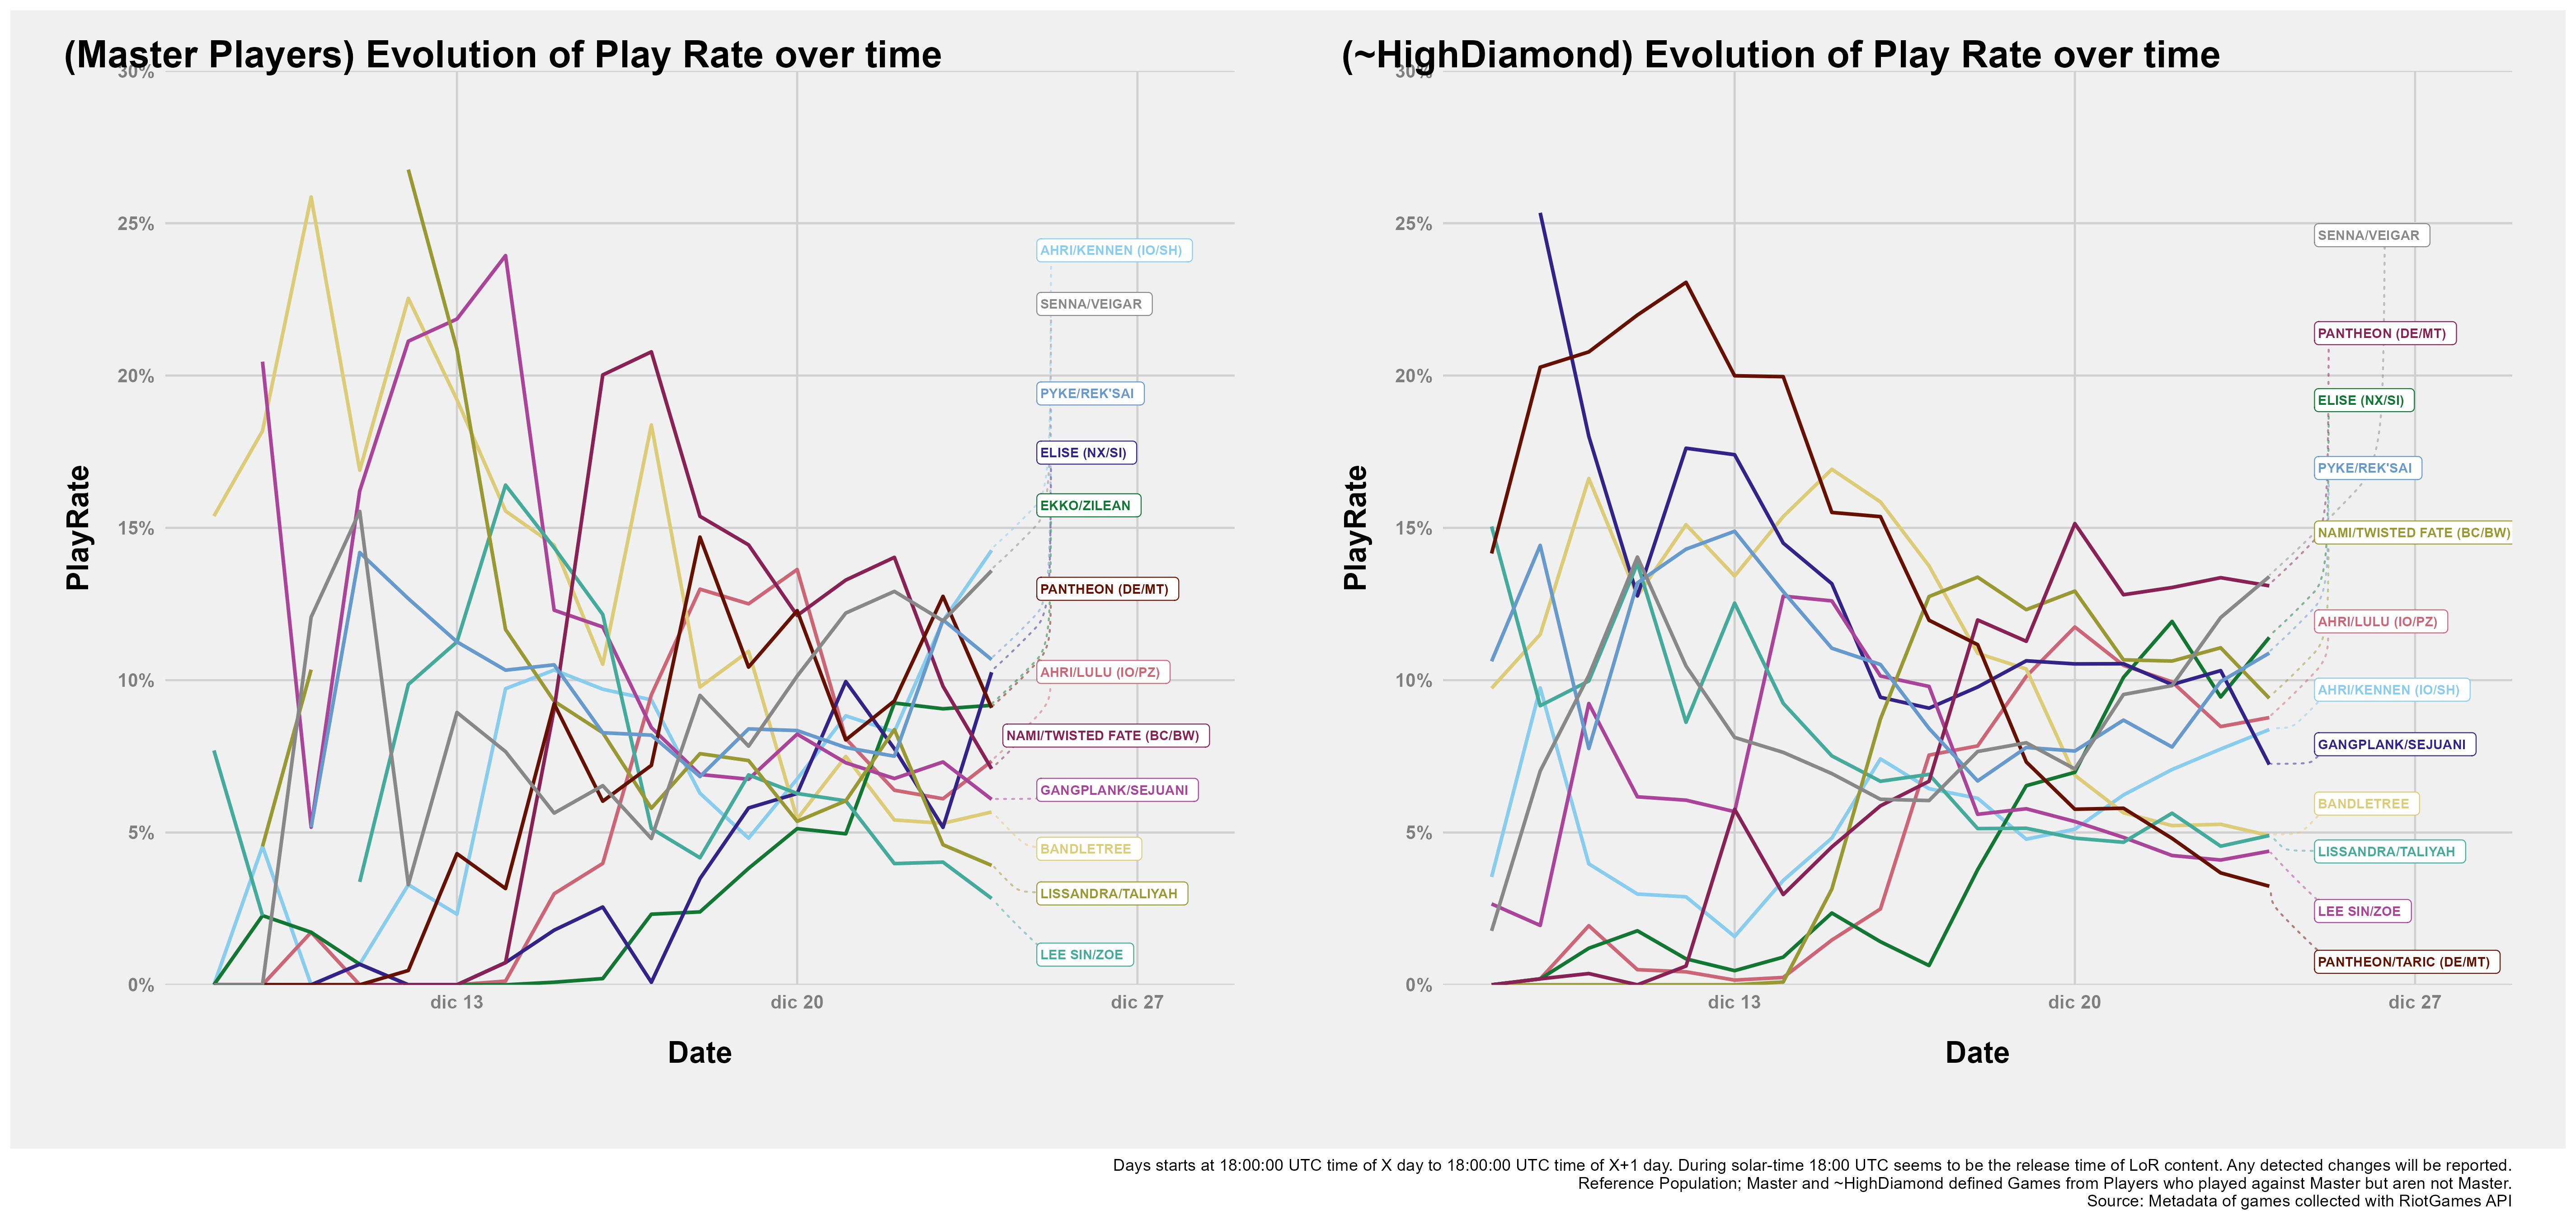 (Master Players) Evolution of Play Rate over time
30%
25%
20%
15%
10%
5%
0%
PlayRate
dic 13
dic 20
dic 27
Date
AHRI/KENNEN (IO/SH)
SENNA/VEIGAR
PYKE/REK'SAI
ELISE (NX/SI)
EKKO/ZILEAN
PANTHEON (DE/MT)
AHRI/LULU (IO/PZ)
NAMI/TWISTED FATE (BC/BW)
GANGPLANK/SEJUANI
BANDLETREE
LISSANDRA/TALIYAH
LEE SIN/ZOE
(~HighDiamond) Evolution of Play Rate over time
30%
25%
20%
15%
10%
5%
0%
PlayRate
dic 13
dic 20
dic 27
Date
SENNA/VEIGAR
PANTHEON (DE/MT)
ELISE (NX/SI)
PYKE/REK'SAI
NAMI/TWISTED FATE (BC/BW)
AHRI/LULU (IO/PZ)
AHRI/KENNEN (IO/SH)
GANGPLANK/SEJUANI
BANDLETREE
LISSANDRA/TALIYAH
LEE SIN/ZOE
PANTHEON/TARIC (DE/MT)
Days starts at 18:00:00 UTC time of X day to 18:00:00 UTC time of X+1 day. During solar-time 18:00 UTC seems to be the release time of LoR content. Any detected changes will be reported.
Reference Population; Master and ~HighDiamond defined Games from Players who played against Master but aren not Master.
Source: Metadata of games collected with RiotGames API